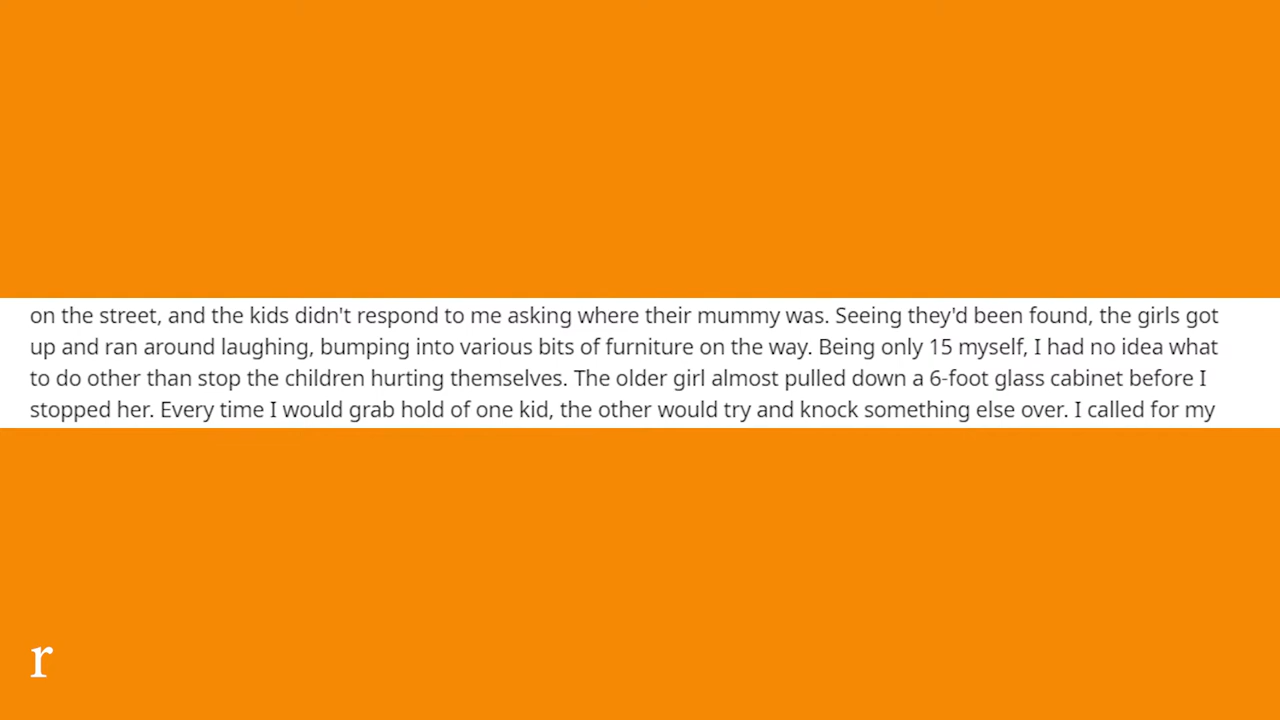 on the street, and the kids didn't respond to me asking where their mummy was. Seeing they'd been found, the girls got
up and ran around laughing, bumping into various bits of furniture on the way. Being only 15 myself, I had no idea what
to do other than stop the children hurting themselves. The older girl almost pulled down a 6-foot glass cabinet before I
stopped her. Every time I would grab hold of one kid, the other would try and knock something else over. I called for my
r